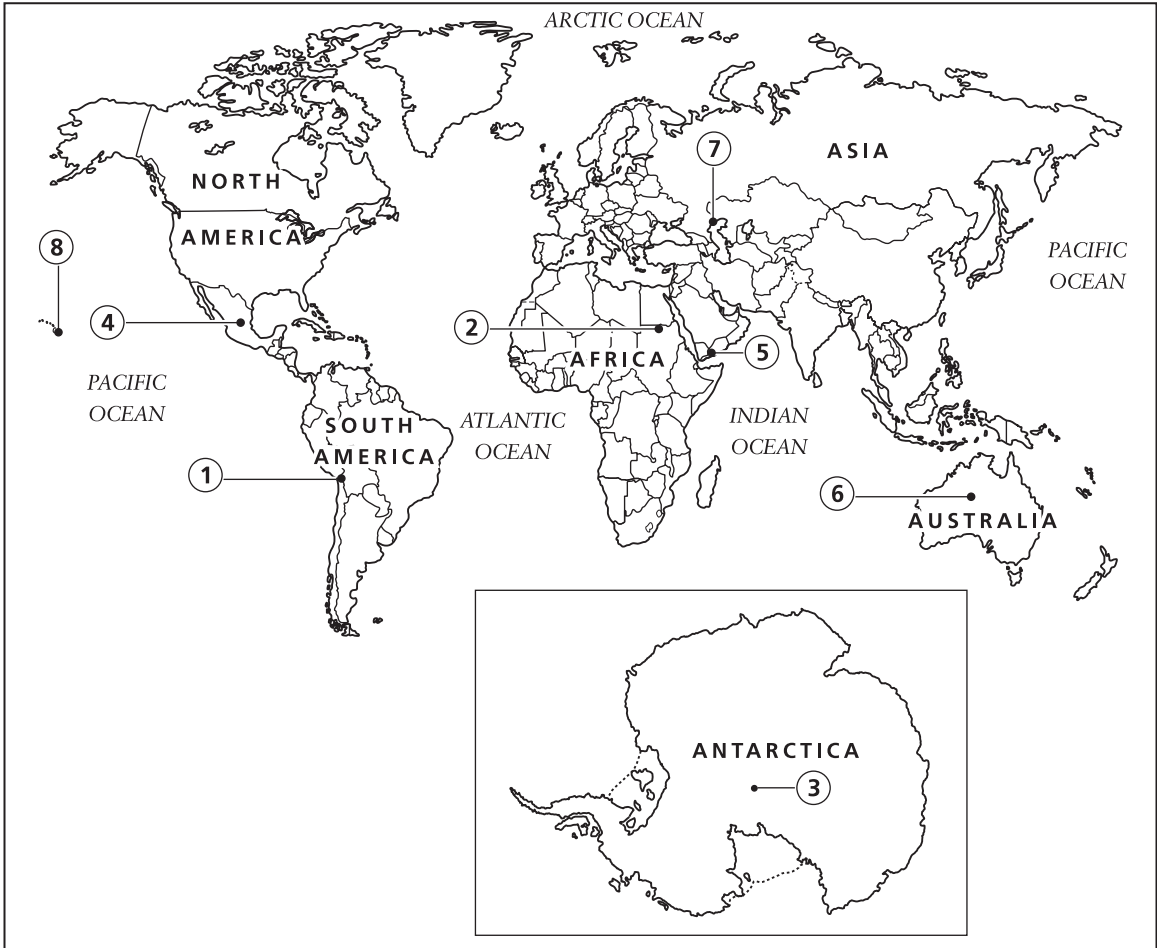 ARCTIC OCEAN
7
ASIA
NORTH
AMERICA
8
PACIFIC
OCEAN
4
2
5
AFRICA
PACIFIC
OCEAN
SOUTH
AMERICA
ATLANTIC
OCEAN
INDIAN
OCEAN
1
6
AUSTRALIA
ANTARCTICA
3